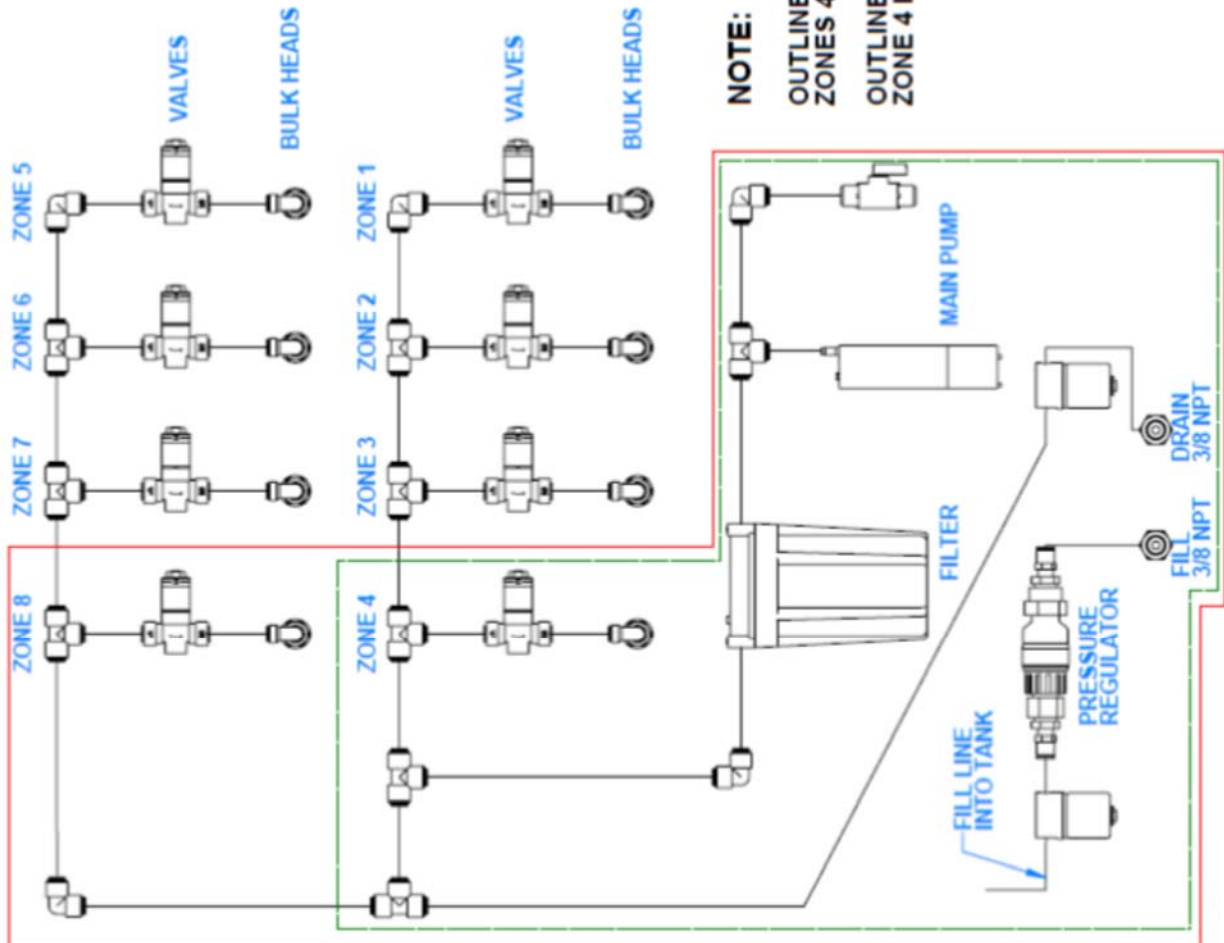 ZONE 5
ZONE 6
ZONE 7
ZONE 8
VALVES
BULK HEADS
ZONE 1
ZONE 2
ZONE 3
ZONE 4
VALVES
BULK HEADS
NOTE:
OUTLINE
ZONES 4
OUTLINE
ZONE 4
MAIN PUMP
FILTER
DRAIN
3/8 NPT
FILL
3/8 NPT
PRESSURE
REGULATOR
FILL LINE
INTO TANK